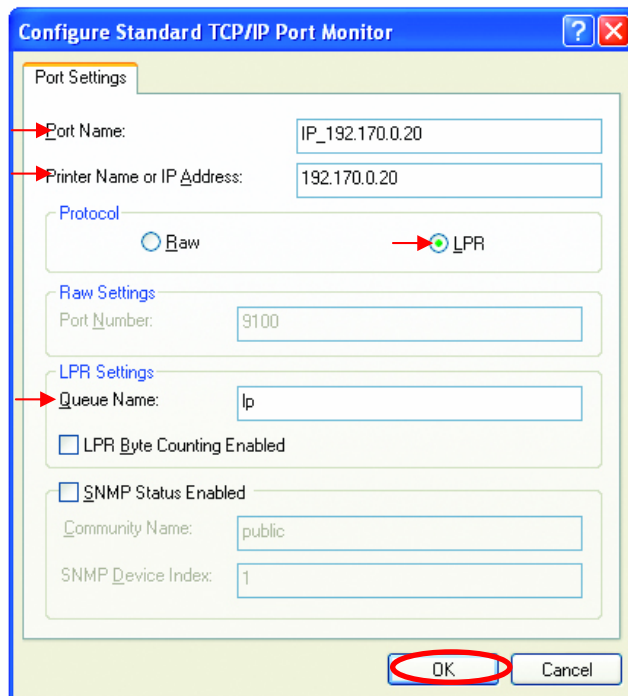 Configure Standard TCP/IP Port Monitor
Port Settings
Port Name: IP_192.170.0.20
Printer Name or IP Address: 192.170.0.20
Protocol
Raw LPR
Raw Settings
Port Number: 9100
LPR Settings
Queue Name: lp
LPR Byte Counting Enabled
SNMP Status Enabled
Community Name: public
SNMP Device Index: 1
OK Cancel